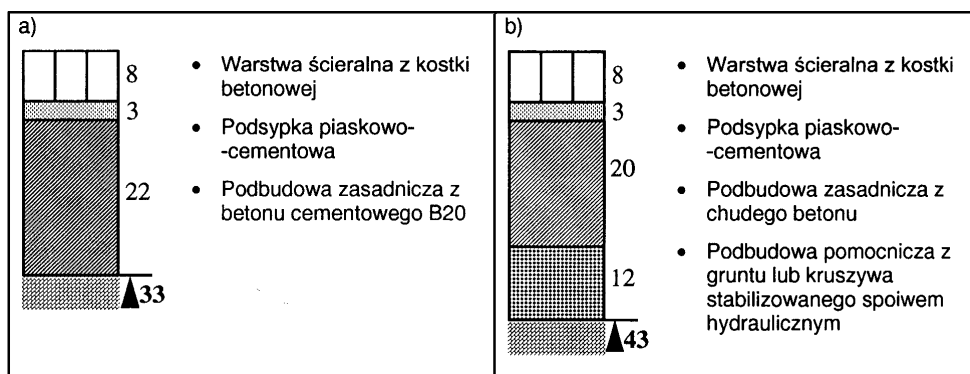 a)
8
3
22
33
• Warstwa ścieralna z kostki
betonowej
• Podsypka piaskowo-
-cementowa
• Podbudowa zasadnicza z
betonu cementowego B20
b)
8
3
20
12
43
• Warstwa ścieralna z kostki
betonowej
• Podsypka piaskowo-
-cementowa
• Podbudowa zasadnicza z
chudego betonu
• Podbudowa pomocnicza z
gruntu lub kruszywa
stabilizowanego spoiwem
hydraulicznym